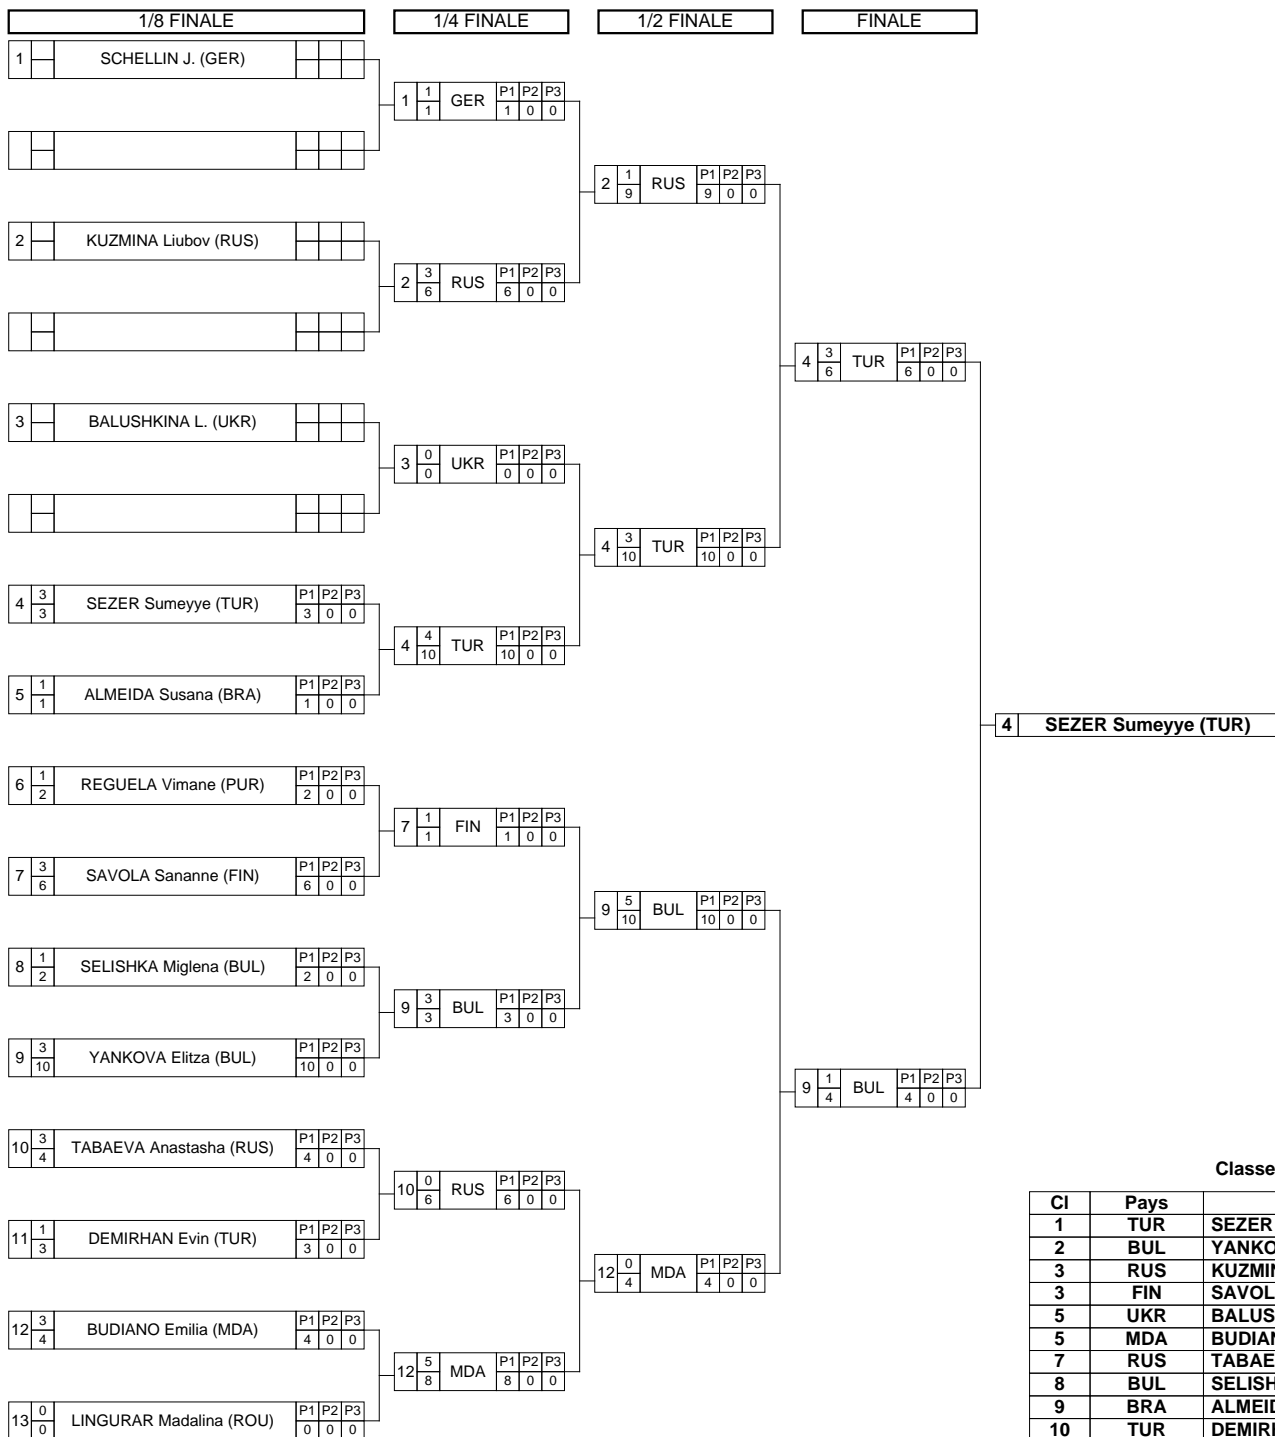 1/8 FINALE 1/4 FINALE 1/2 FINALE FINALE
1 SCHELLIN J. (GER)
1 1 1 GER P1 P2 P3 1 0 0
2 1 9 RUS P1 P2 P3 9 0 0
2 KUZMINA Liubov (RUS)
2 3 6 RUS P1 P2 P3 6 0 0
4 3 6 TUR P1 P2 P3 6 0 0
3 BALUSHKINA L. (UKR)
3 0 0 UKR P1 P2 P3 0 0 0
4 3 10 TUR P1 P2 P3 10 0 0
4 3 3 SEZER Sumeyye (TUR) P1 P2 P3 3 0 0
4 4 10 TUR P1 P2 P3 10 0 0
5 1 1 ALMEIDA Susana (BRA) P1 P2 P3 1 0 0
4 SEZER Sumeyye (TUR)
6 1 2 REGUELA Vimane (PUR) P1 P2 P3 2 0 0
7 1 1 FIN P1 P2 P3 1 0 0
7 3 6 SAVOLA Sananne (FIN) P1 P2 P3 6 0 0
9 5 10 BUL P1 P2 P3 10 0 0
8 1 2 SELISHKA Miglena (BUL) P1 P2 P3 2 0 0
9 3 3 BUL P1 P2 P3 3 0 0
9 3 10 YANKOVA Elitza (BUL) P1 P2 P3 10 0 0
9 1 4 BUL P1 P2 P3 4 0 0
10 3 4 TABAEVA Anastasha (RUS) P1 P2 P3 4 0 0
10 0 6 RUS P1 P2 P3 6 0 0
11 1 3 DEMIRHAN Evin (TUR) P1 P2 P3 3 0 0
12 0 4 MDA P1 P2 P3 4 0 0
12 3 4 BUDIANO Emilia (MDA) P1 P2 P3 4 0 0
12 5 8 MDA P1 P2 P3 8 0 0
13 0 0 LINGURAR Madalina (ROU) P1 P2 P3 0 0 0
Classe
Cl Pays
1 TUR SEZER
2 BUL YANKO
3 RUS KUZMIN
3 FIN SAVOL
5 UKR BALUS
5 MDA BUDIAN
7 RUS TABAE
8 BUL SELISH
9 BRA ALMEID
10 TUR DEMIRH